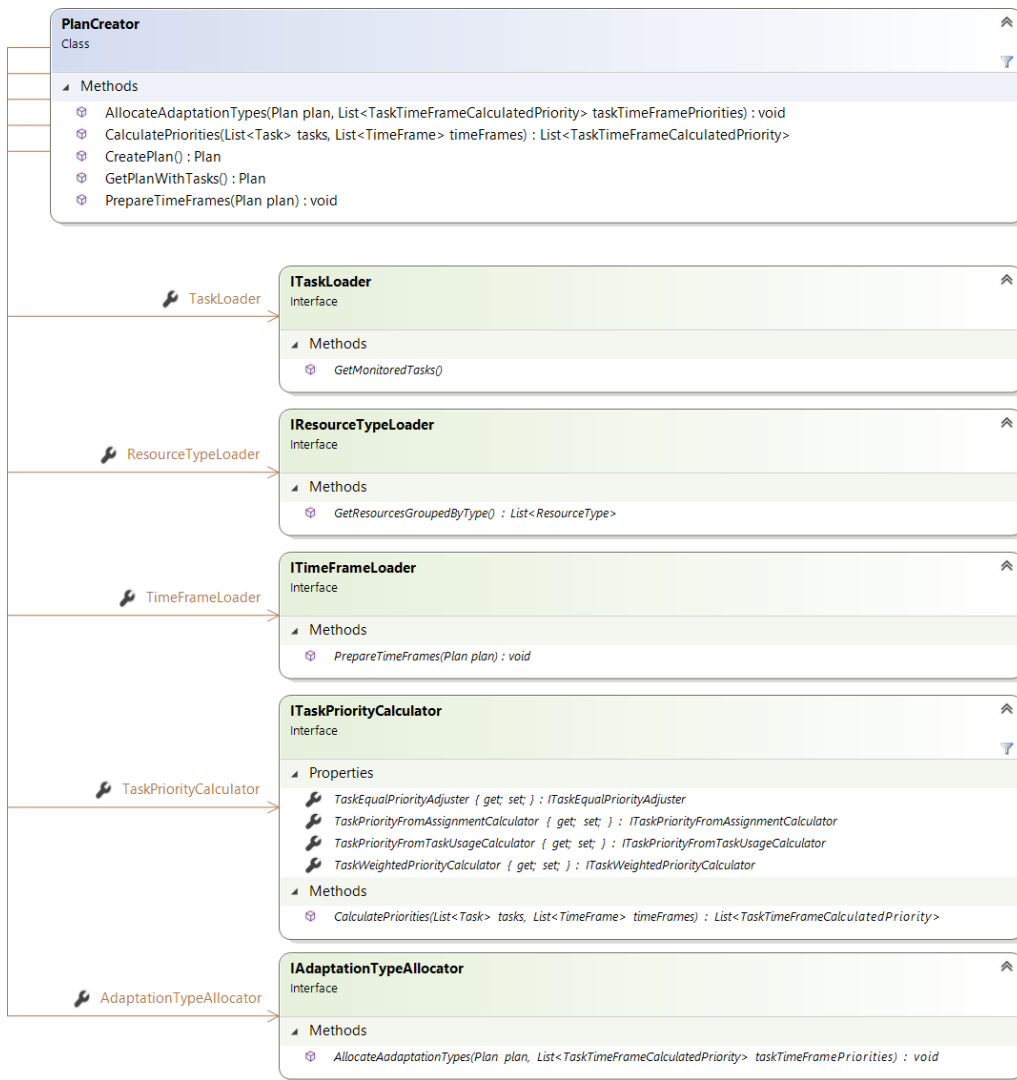 PlanCreator
Class
Methods
AllocateAdaptationTypes(Plan plan, List<TaskTimeFrameCalculatedPriority> taskTimeFramePriorities) : void
CalculatePriorities(List<Task> tasks, List<TimeFrame> timeFrames) : List<TaskTimeFrameCalculatedPriority>
CreatePlan() : Plan
GetPlanWithTasks() : Plan
PrepareTimeFrames(Plan plan) : void
TaskLoader
ITaskLoader
Interface
Methods
GetMonitoredTasks()
ResourceTypeLoader
IResourceTypeLoader
Interface
Methods
GetResourcesGroupedByType() : List<ResourceType>
TimeFrameLoader
ITimeFrameLoader
Interface
Methods
PrepareTimeFrames(Plan plan) : void
TaskPriorityCalculator
ITaskPriorityCalculator
Interface
Properties
TaskEqualPriorityAdjuster { get; set; } : ITaskEqualPriorityAdjuster
TaskPriorityFromAssignmentCalculator { get; set; } : ITaskPriorityFromAssignmentCalculator
TaskPriorityFromTaskUsageCalculator { get; set; } : ITaskPriorityFromTaskUsageCalculator
TaskWeightedPriorityCalculator { get; set; } : ITaskWeightedPriorityCalculator
Methods
CalculatePriorities(List<Task> tasks, List<TimeFrame> timeFrames) : List<TaskTimeFrameCalculatedPriority>
AdaptationTypeAllocator
IAdaptationTypeAllocator
Interface
Methods
AllocateAadaptationTypes(Plan plan, List<TaskTimeFrameCalculatedPriority> taskTimeFramePriorities) : void